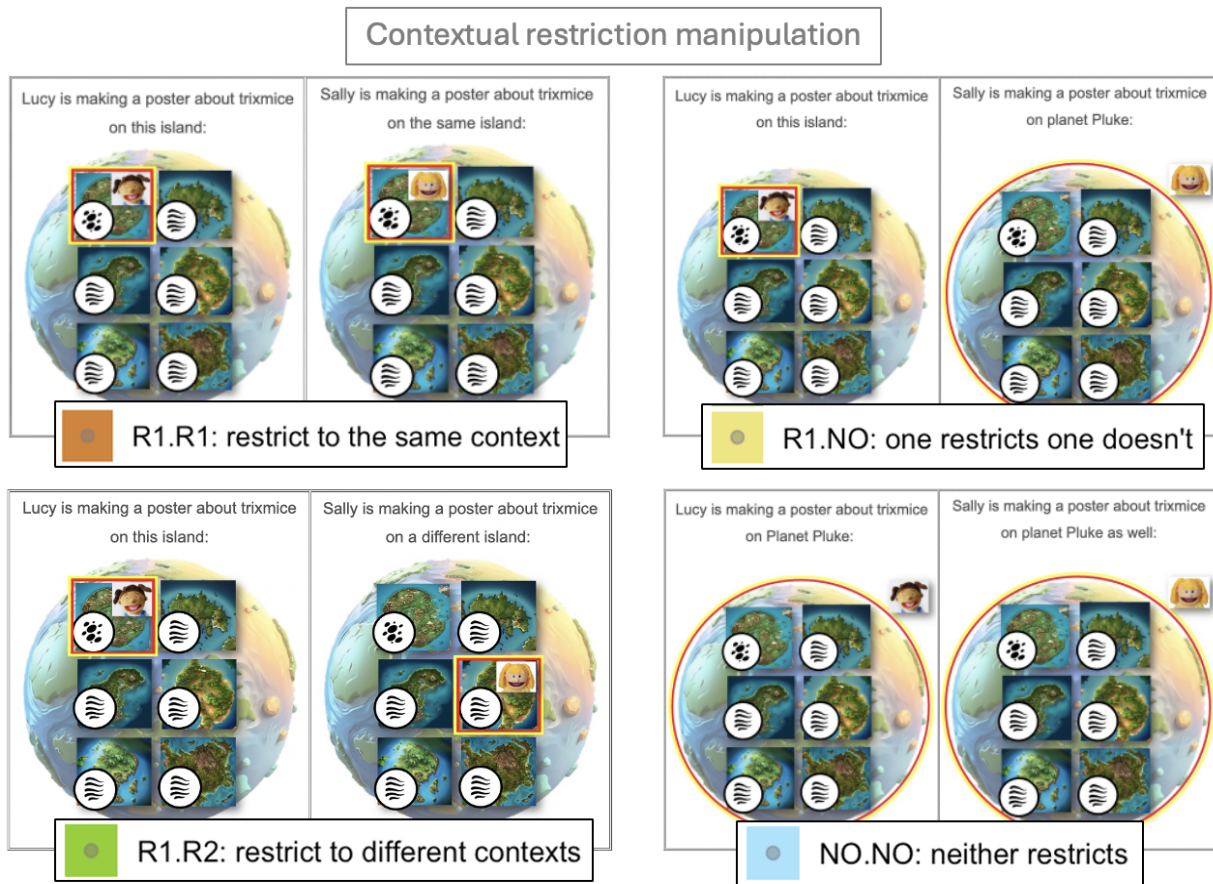 Contextual restriction manipulation
Lucy is making a poster about trixmice
on this island:
Sally is making a poster about trixmice
on the same island:
R1.R1: restrict to the same context
Lucy is making a poster about trixmice
on this island:
Sally is making a poster about trixmice
on planet Pluke:
R1.NO: one restricts one doesn't
Lucy is making a poster about trixmice
on this island:
Sally is making a poster about trixmice
on a different island:
R1.R2: restrict to different contexts
Lucy is making a poster about trixmice
on Planet Pluke:
Sally is making a poster about trixmice
on planet Pluke as well:
NO.NO: neither restricts